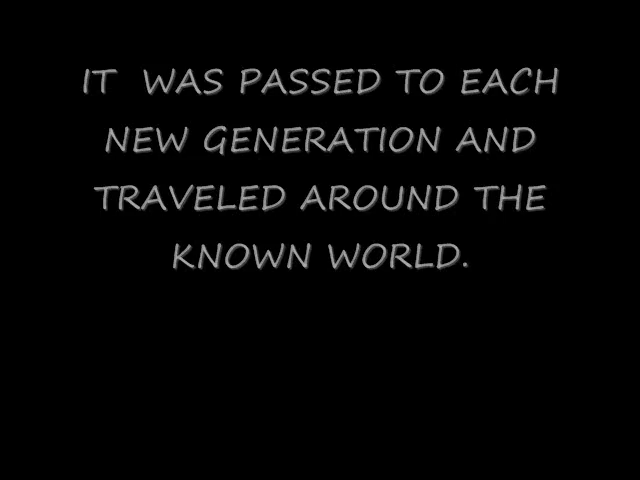 IT  WAS PASSED TO EACH
NEW GENERATION AND
TRAVELED AROUND THE
KNOWN WORLD.